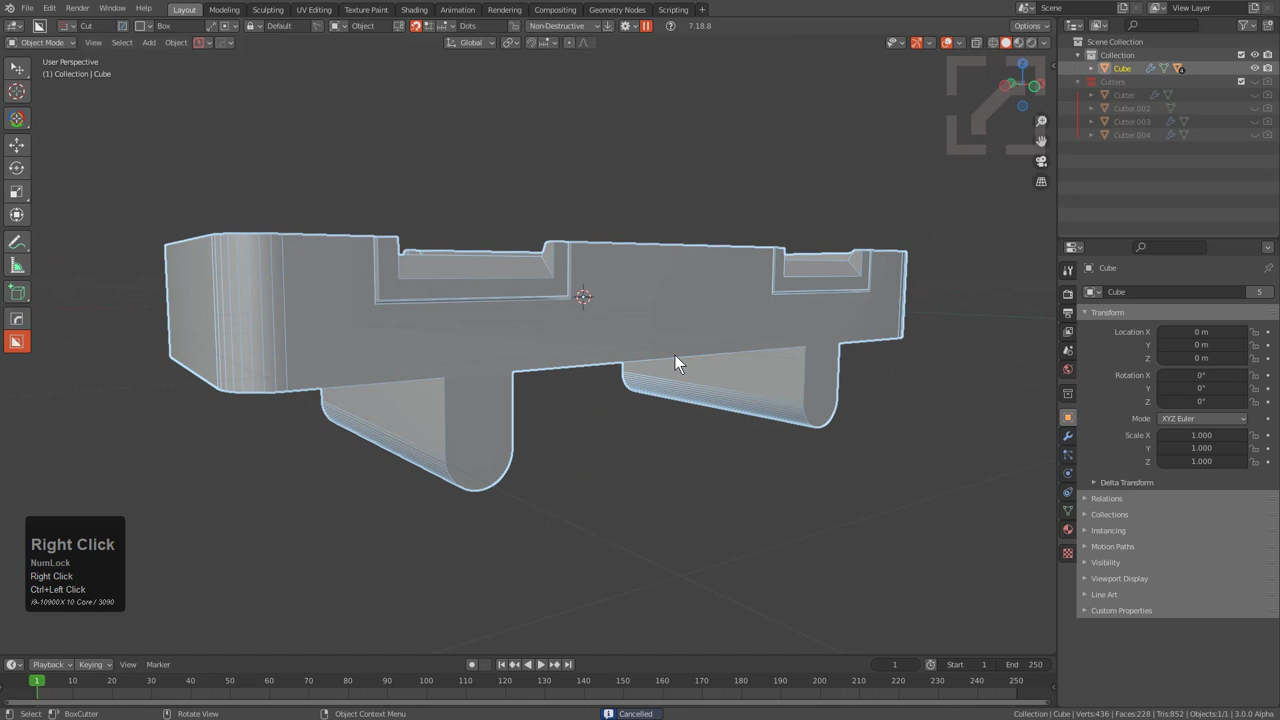 File Edit Render Window Help Layout Modeling Sculpting UV Editing Texture Paint Shading Animation Rendering Compositing Geometry Nodes Scripting Scene View Layer
Cut Box Default Object Mesh Dots Non-Destructive 7.18.8 Options
Object Mode View Select Add Object Global
User Perspective
(1) Collection | Cube
Scene Collection
Collection
Cube 4
Cutters
Cutter
Cutter.002
Cutter.003
Cutter.004
Cube
Cube 5
Transform
Location X 0 m
Y 0 m
Z 0 m
Rotation X 0°
Y 0°
Z 0°
Mode XYZ Euler
Scale X 1.000
Y 1.000
Z 1.000
Delta Transform
Relations
Collections
Instancing
Motion Paths
Visibility
Viewport Display
Line Art
Custom Properties
Right Click
NumLock
Right Click
Ctrl+Left Click
i9-10900X 10 Core / 3090
Playback Keying View Marker 1 Start 1 End 250
1 10 20 30 40 50 60 70 80 90 100 110 120 130 140 150 160 170 180 190 200 210 220 230 240 250
Select BoxCutter Rotate View Object Context Menu Cancelled Collection | Cube | Verts:436 | Faces:228 | Tris:852 | Objects:1/1 | 3.0.0 Alpha